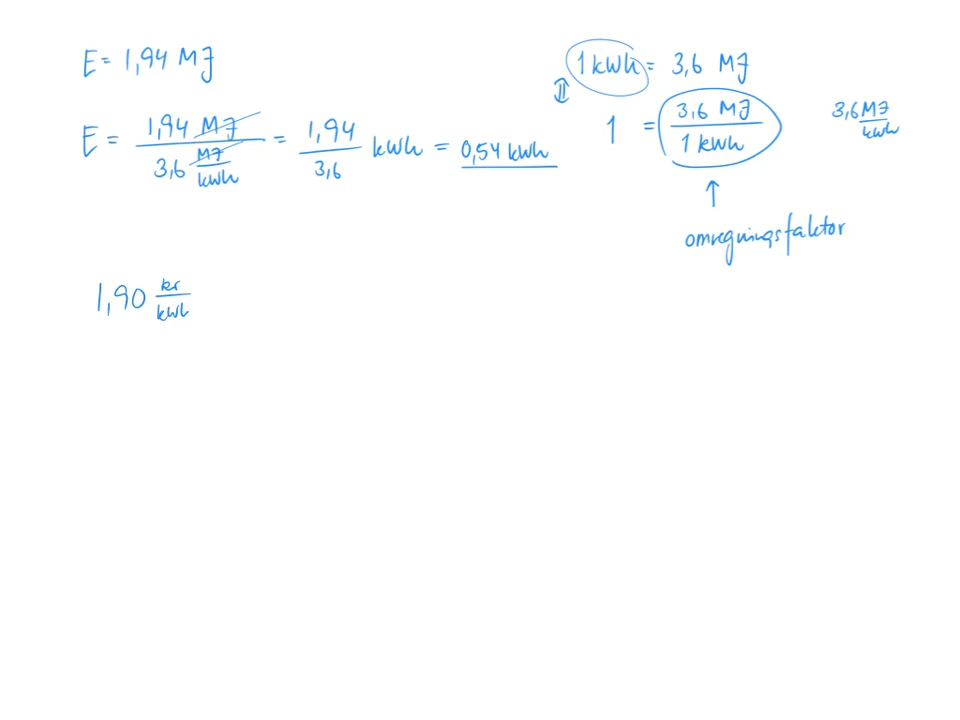 E = 1,94 MJ
E = 1,94 MJ / 3,6 MJ/kWh = 1,94 / 3,6 kWh = 0,54 kWh
1,90 kr/kWh
1 kWh = 3,6 MJ
⇕
1 = 3,6 MJ / 1 kWh
↑
omregningsfaktor
3,6 MJ/kWh